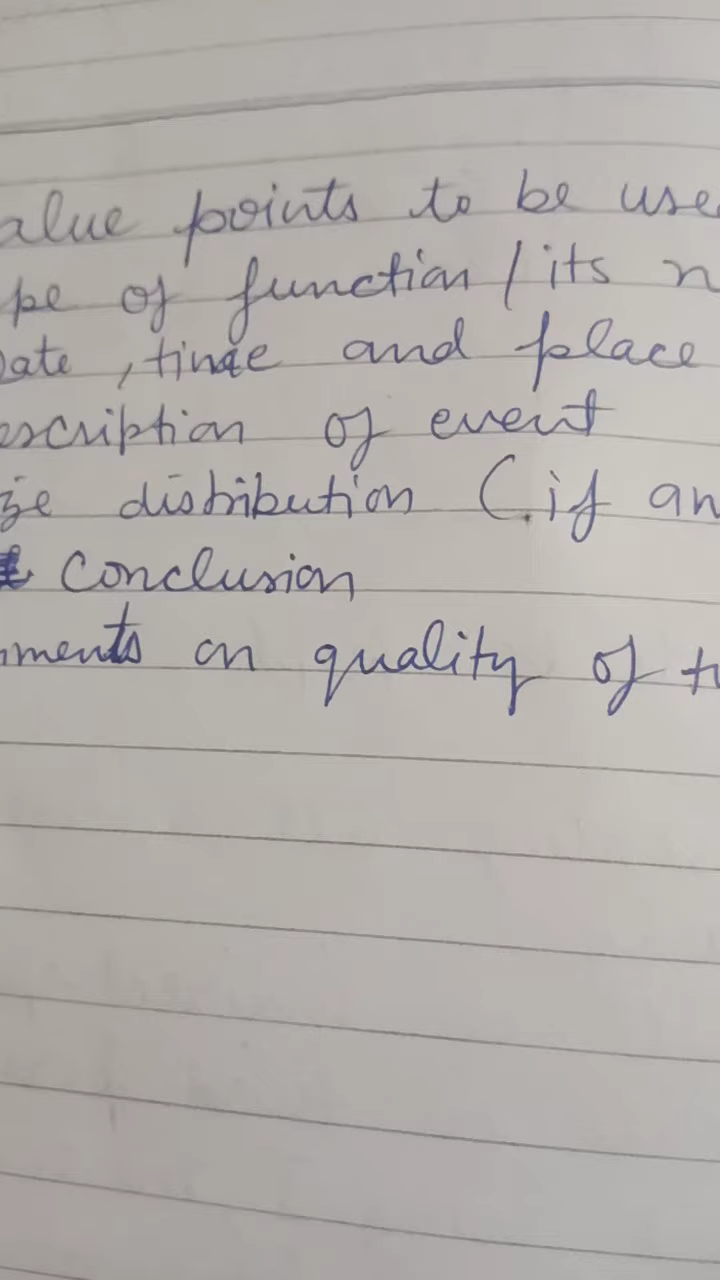 alue points to be use
pe of function / its n
ate, time and place
escription of event
ze distribution (if an
Conclusion
ments on quality of